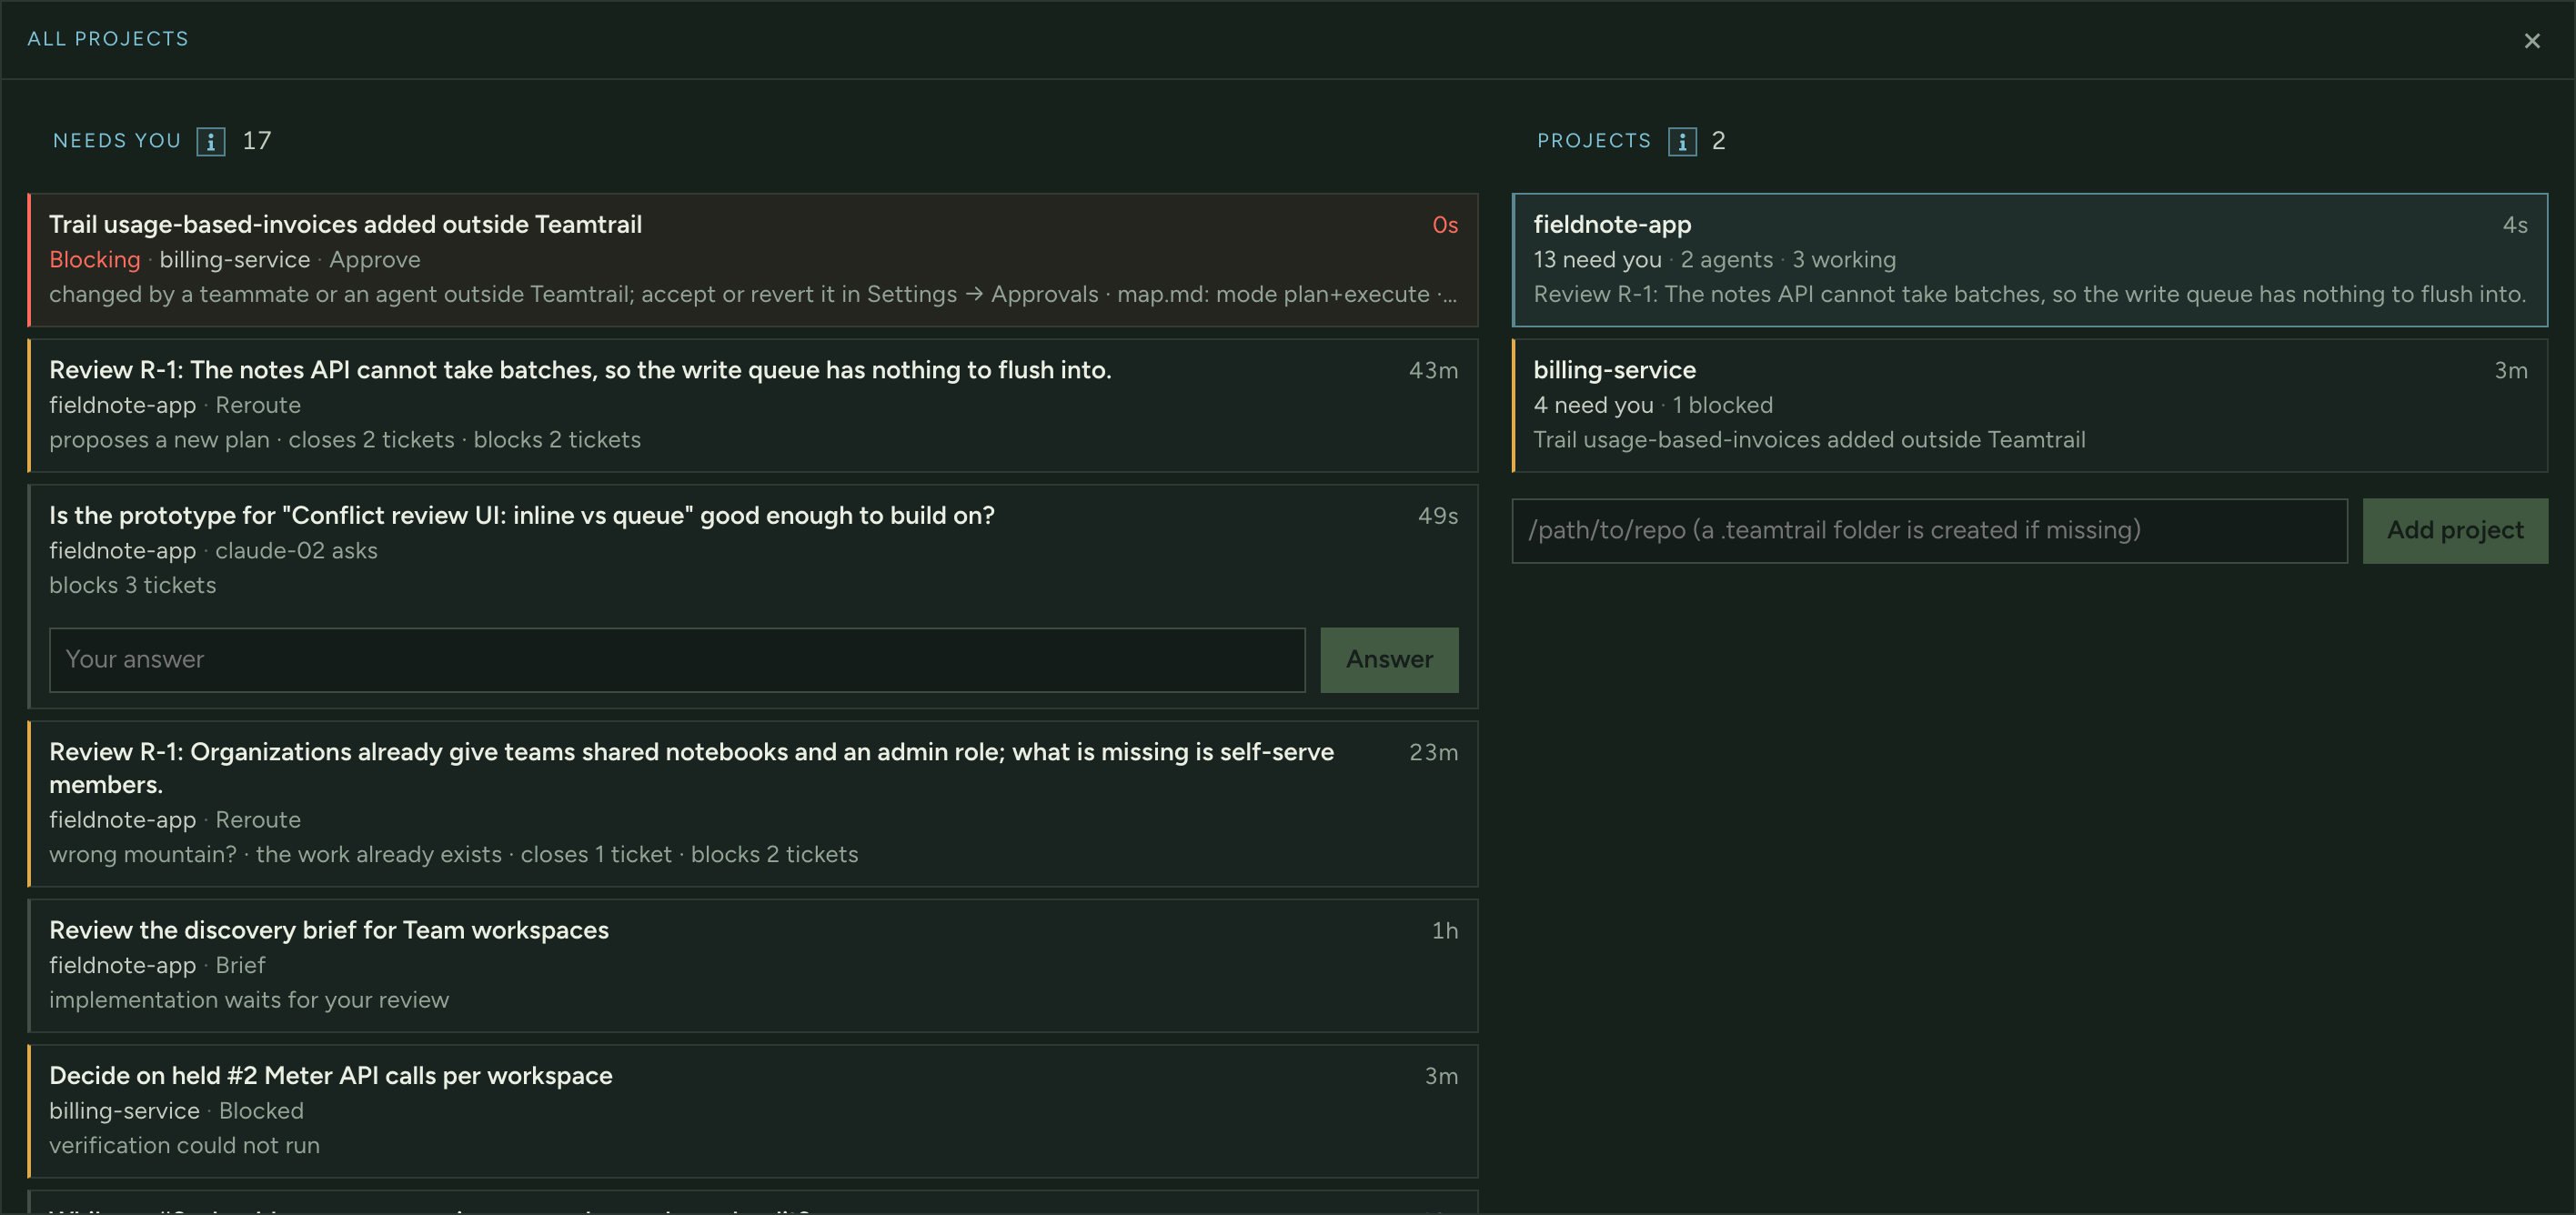 ALL PROJECTS
×
NEEDS YOU i 17
Trail usage-based-invoices added outside Teamtrail 0s
Blocking · billing-service · Approve
changed by a teammate or an agent outside Teamtrail; accept or revert it in Settings → Approvals · map.md: mode plan+execute ·...
Review R-1: The notes API cannot take batches, so the write queue has nothing to flush into. 43m
fieldnote-app · Reroute
proposes a new plan · closes 2 tickets · blocks 2 tickets
Is the prototype for "Conflict review UI: inline vs queue" good enough to build on? 49s
fieldnote-app · claude-02 asks
blocks 3 tickets
Your answer Answer
Review R-1: Organizations already give teams shared notebooks and an admin role; what is missing is self-serve 23m
members.
fieldnote-app · Reroute
wrong mountain? · the work already exists · closes 1 ticket · blocks 2 tickets
Review the discovery brief for Team workspaces 1h
fieldnote-app · Brief
implementation waits for your review
Decide on held #2 Meter API calls per workspace 3m
billing-service · Blocked
verification could not run
PROJECTS i 2
fieldnote-app 4s
13 need you · 2 agents · 3 working
Review R-1: The notes API cannot take batches, so the write queue has nothing to flush into.
billing-service 3m
4 need you · 1 blocked
Trail usage-based-invoices added outside Teamtrail
/path/to/repo (a .teamtrail folder is created if missing) Add project